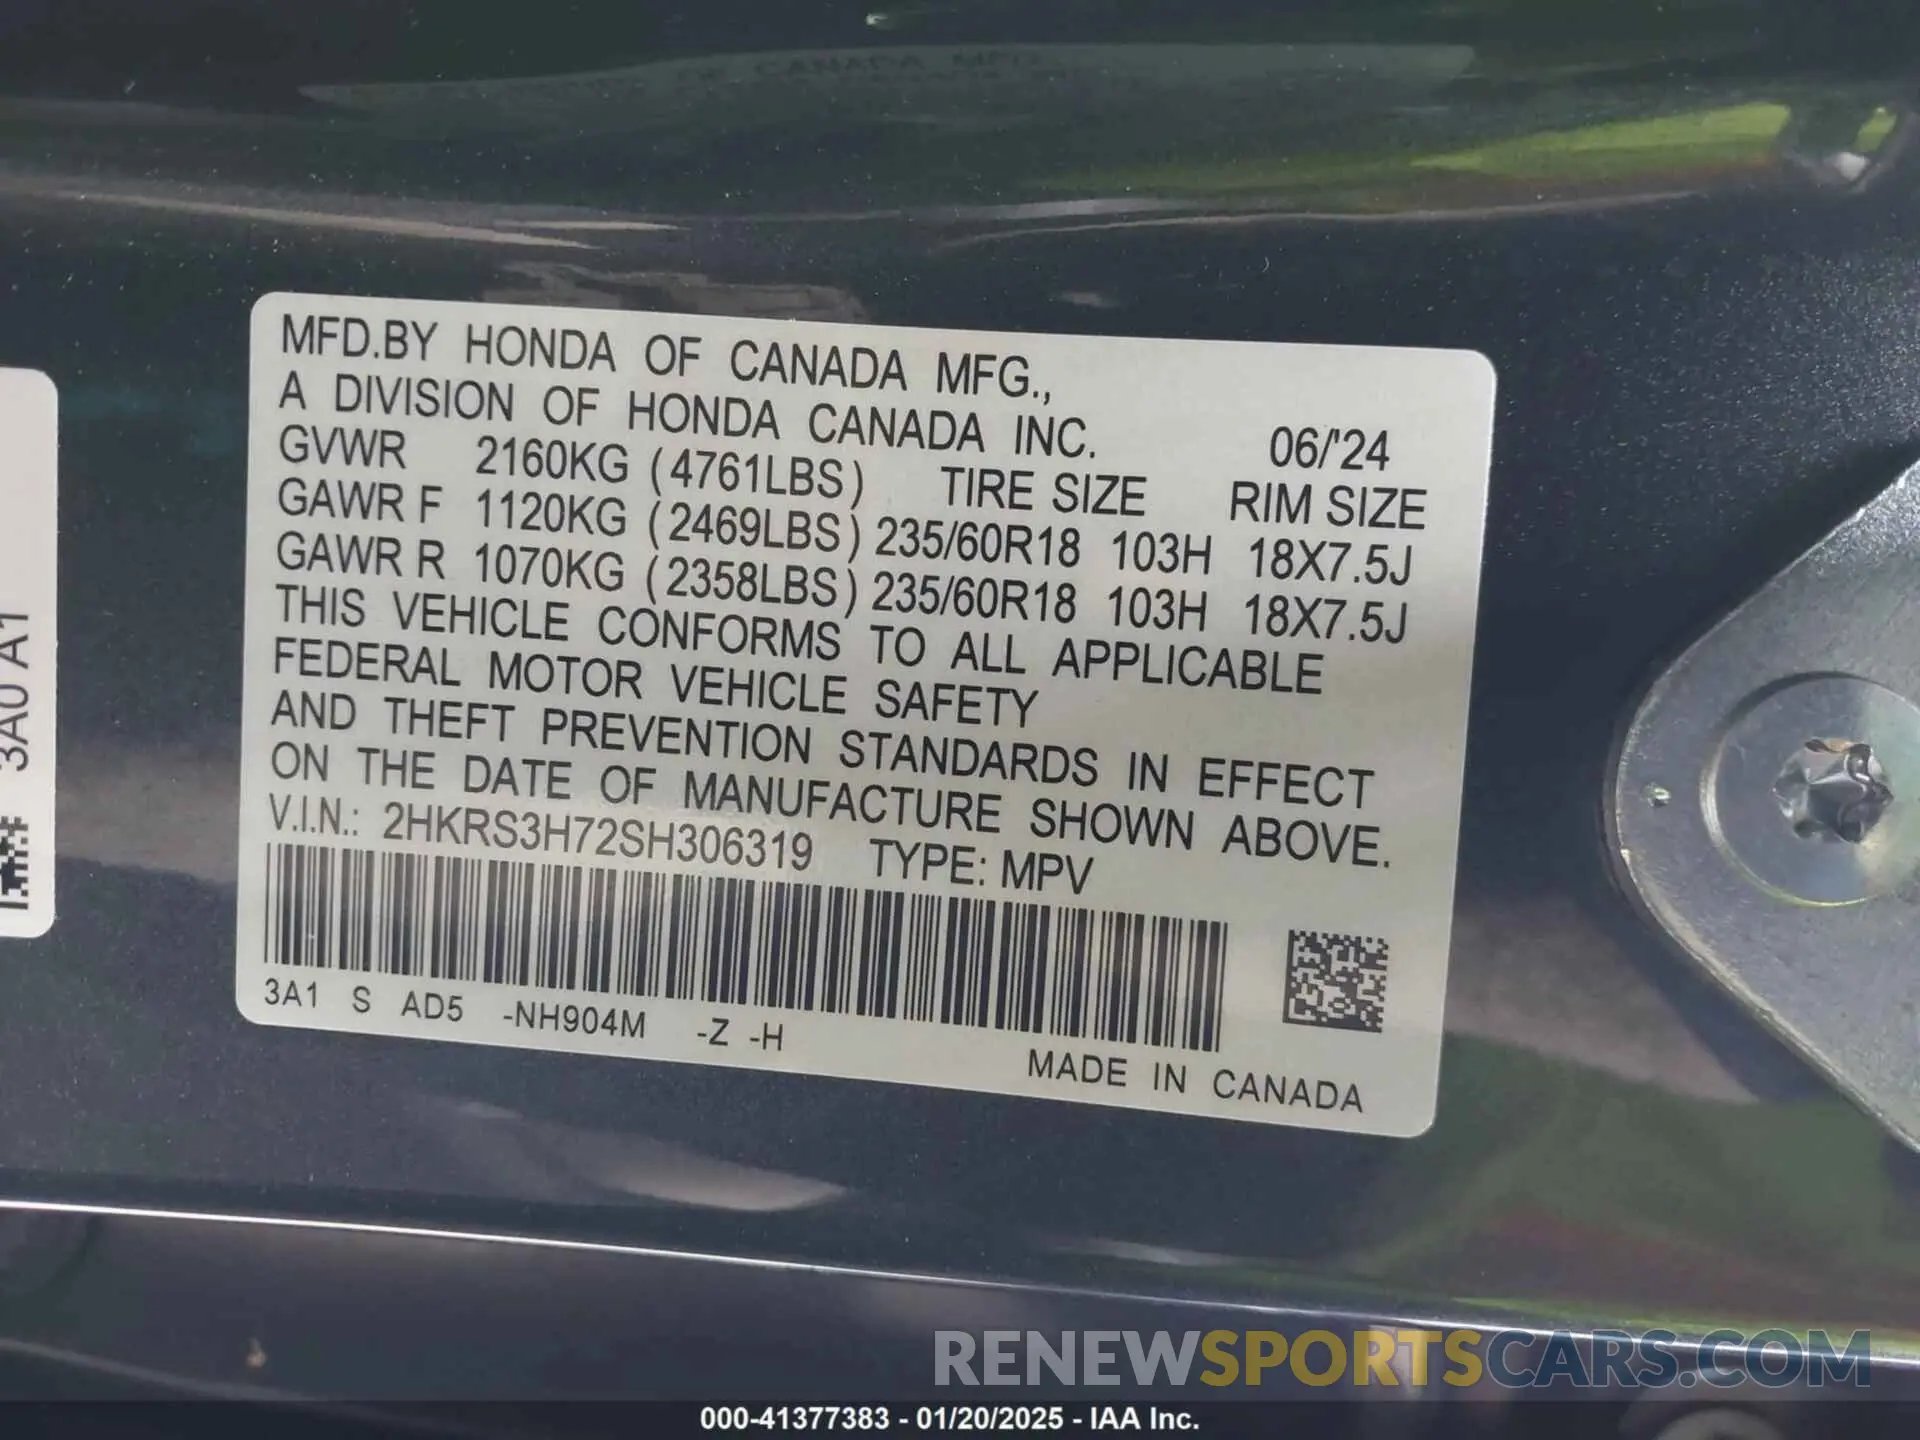 MFD.BY HONDA OF CANADA MFG.,
A DIVISION OF HONDA CANADA INC. 06/'24
GVWR 2160KG (4761LBS) TIRE SIZE RIM SIZE
GAWR F 1120KG (2469LBS) 235/60R18 103H 18X7.5J
GAWR R 1070KG (2358LBS) 235/60R18 103H 18X7.5J
THIS VEHICLE CONFORMS TO ALL APPLICABLE
FEDERAL MOTOR VEHICLE SAFETY
AND THEFT PREVENTION STANDARDS IN EFFECT
ON THE DATE OF MANUFACTURE SHOWN ABOVE.
V.I.N.: 2HKRS3H72SH306319 TYPE: MPV
3A1 S AD5 -NH904M -Z -H
MADE IN CANADA
3A0 A1
RENEWSPORTSCARS.COM
000-41377383 - 01/20/2025 - IAA Inc.